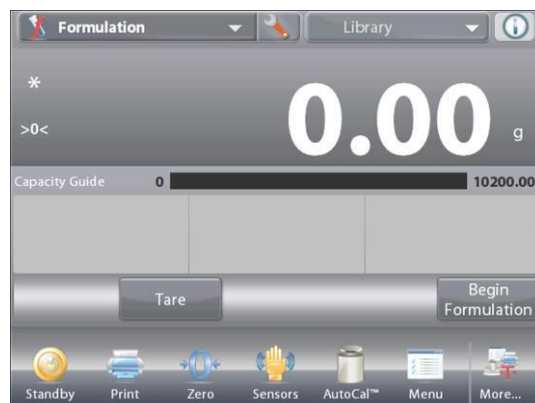 Formulation Library
*
>0<
0.00 g
Capacity Guide 0 10200.00
Tare
Begin
Formulation
Standby Print Zero Sensors AutoCal™ Menu More...